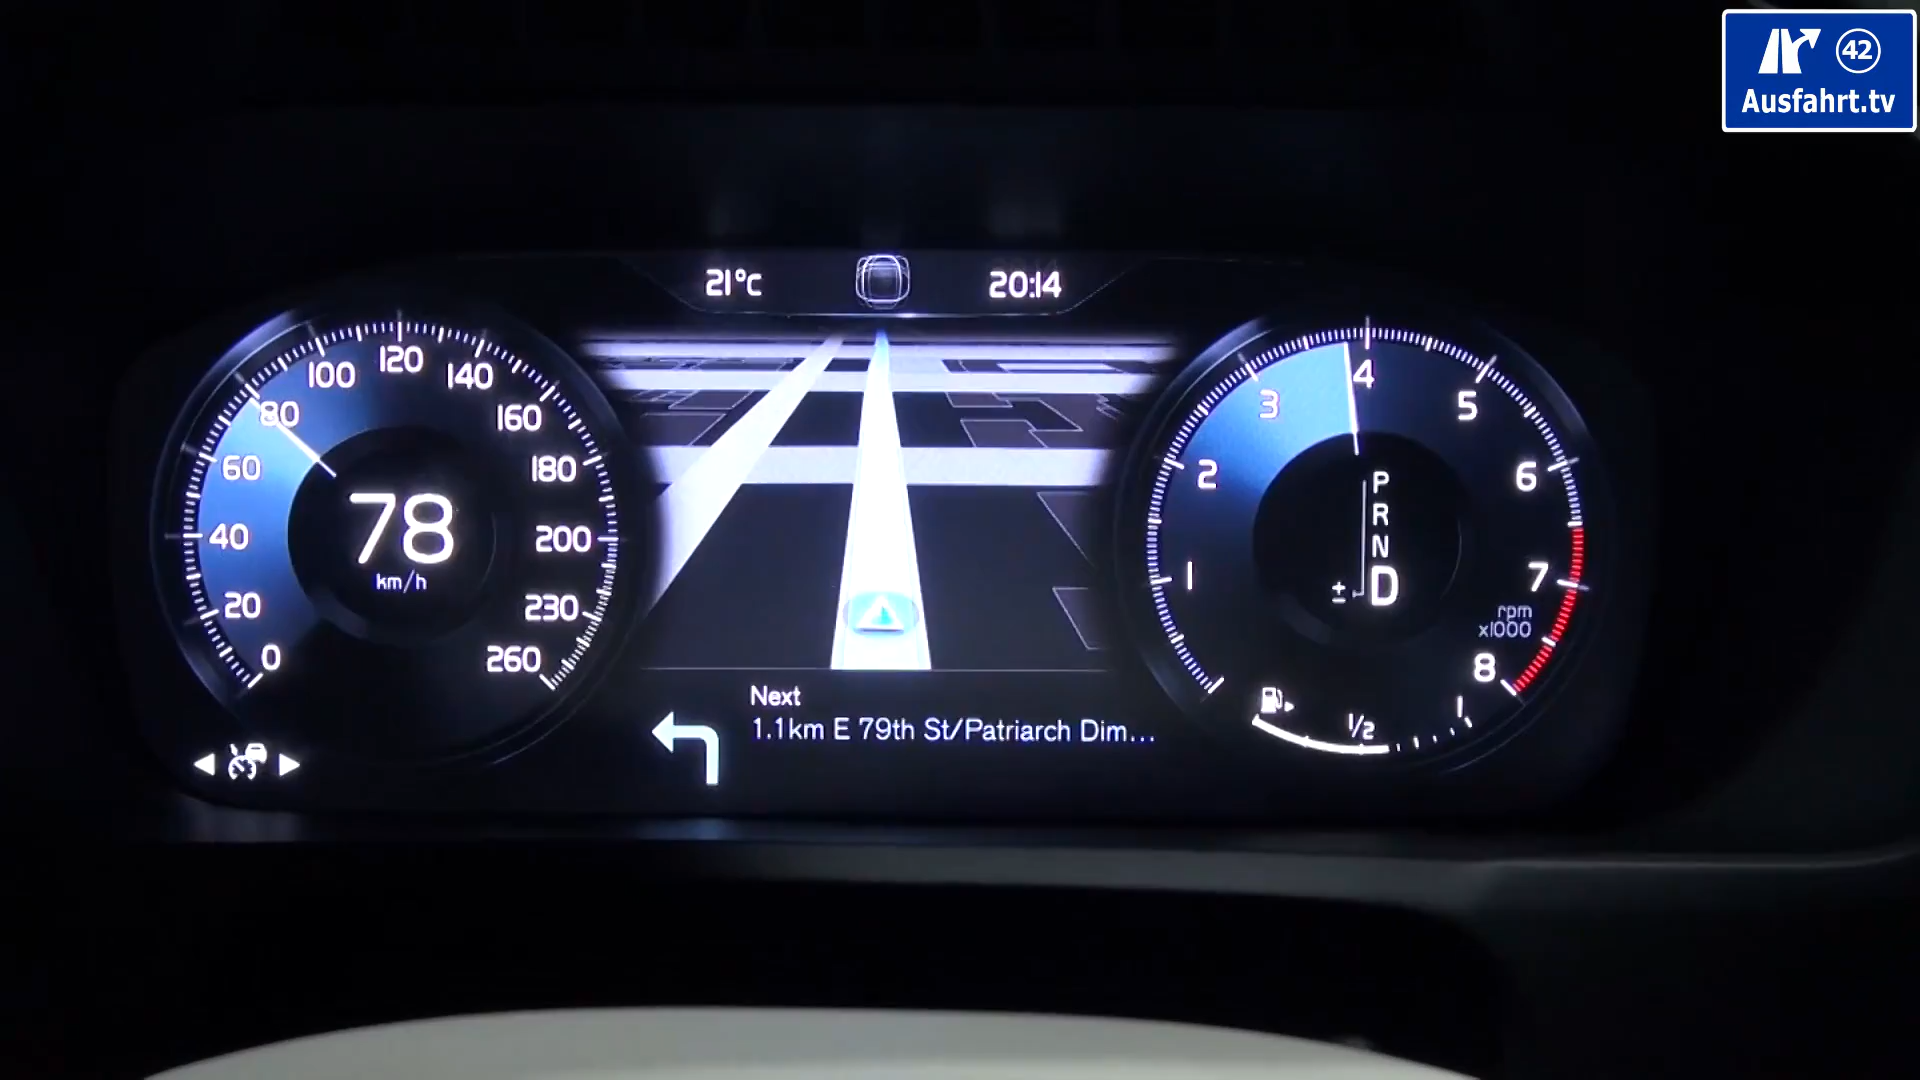 42
Ausfahrt.tv
21°C
20:14
0
20
40
60
80
100
120
140
160
180
200
230
260
78
km/h
Next
1.1km E 79th St/Patriarch Dim...
1
2
3
4
5
6
7
8
rpm
x1000
P
R
N
± D
1/2
1